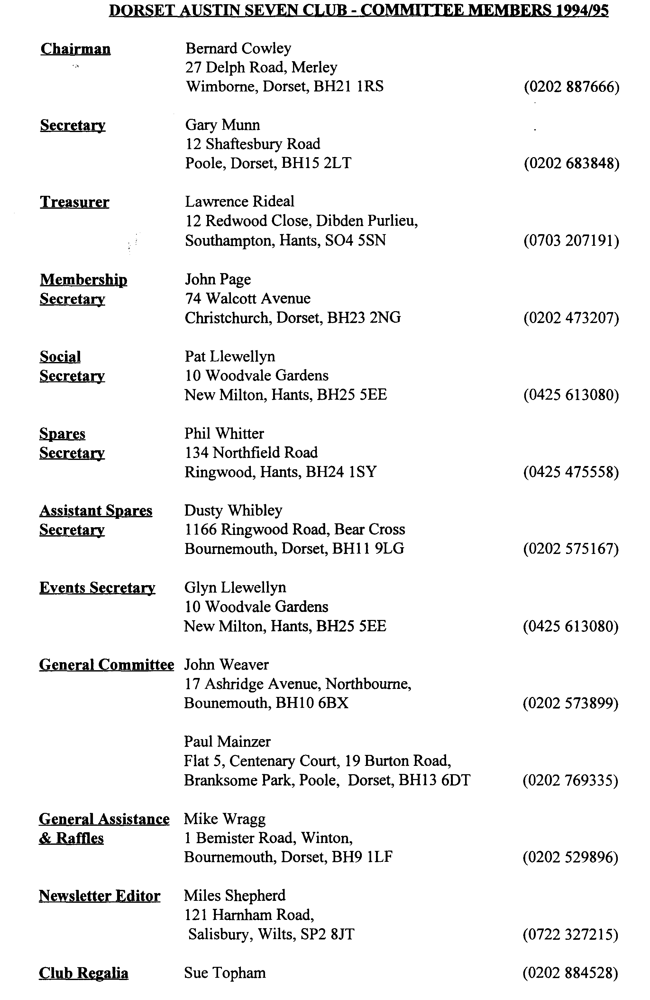 DORSET AUSTIN SEVEN CLUB - COMMITTEE MEMBERS 1994/95
Chairman Bernard Cowley
27 Delph Road, Merley
Wimborne, Dorset, BH21 1RS (0202 887666)
Secretary Gary Munn
12 Shaftesbury Road
Poole, Dorset, BH15 2LT (0202 683848)
Treasurer Lawrence Rideal
12 Redwood Close, Dibden Purlieu,
Southampton, Hants, SO4 5SN (0703 207191)
Membership John Page
Secretary 74 Walcott Avenue
Christchurch, Dorset, BH23 2NG (0202 473207)
Social Pat Llewellyn
Secretary 10 Woodvale Gardens
New Milton, Hants, BH25 5EE (0425 613080)
Spares Phil Whitter
Secretary 134 Northfield Road
Ringwood, Hants, BH24 1SY (0425 475558)
Assistant Spares Dusty Whibley
Secretary 1166 Ringwood Road, Bear Cross
Bournemouth, Dorset, BH11 9LG (0202 575167)
Events Secretary Glyn Llewellyn
10 Woodvale Gardens
New Milton, Hants, BH25 5EE (0425 613080)
General Committee John Weaver
17 Ashridge Avenue, Northbourne,
Bounemouth, BH10 6BX (0202 573899)
Paul Mainzer
Flat 5, Centenary Court, 19 Burton Road,
Branksome Park, Poole, Dorset, BH13 6DT (0202 769335)
General Assistance Mike Wragg
& Raffles 1 Bemister Road, Winton,
Bournemouth, Dorset, BH9 1LF (0202 529896)
Newsletter Editor Miles Shepherd
121 Harnham Road,
Salisbury, Wilts, SP2 8JT (0722 327215)
Club Regalia Sue Topham (0202 884528)